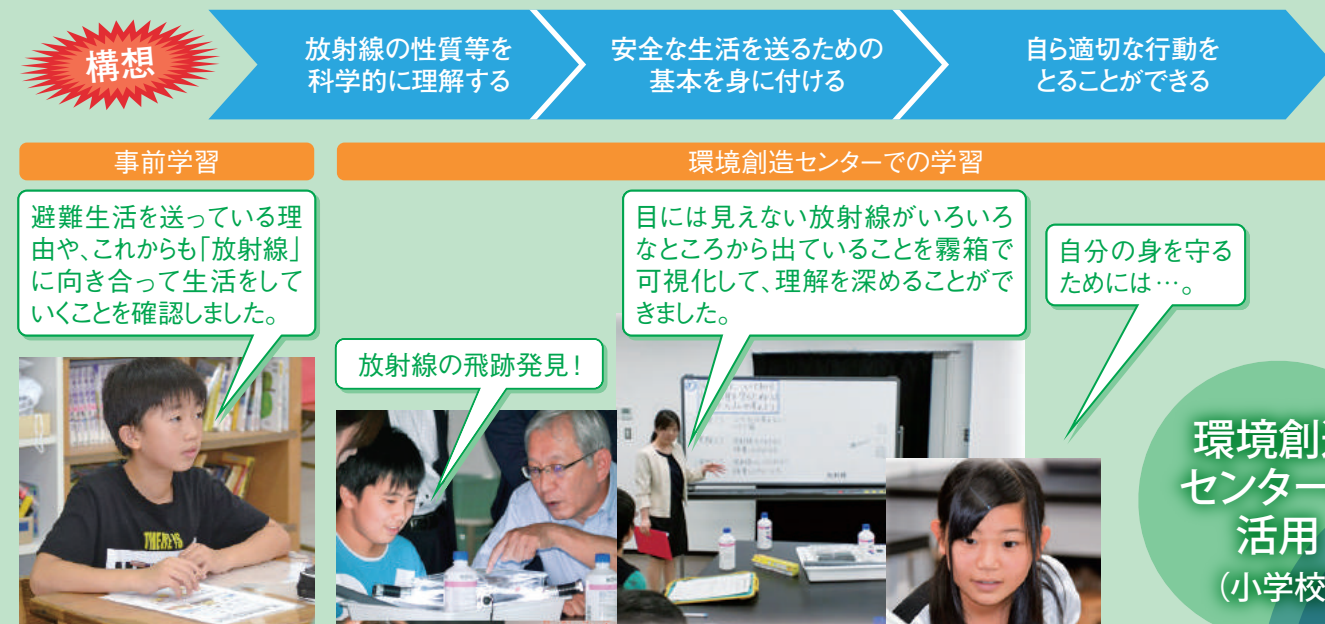 構想
放射線の性質等を
科学的に理解する
安全な生活を送るための
基本を身に付ける
自ら適切な行動を
とることができる
事前学習
環境創造センターでの学習
避難生活を送っている理
由や、これからも「放射線」
に向き合って生活をして
いくことを確認しました。
放射線の飛跡発見！
目には見えない放射線がいろいろ
なところから出ていることを霧箱で
可視化して、理解を深めることがで
きました。
自分の身を守る
ためには…。
環境創造
センター
活用
（小学校